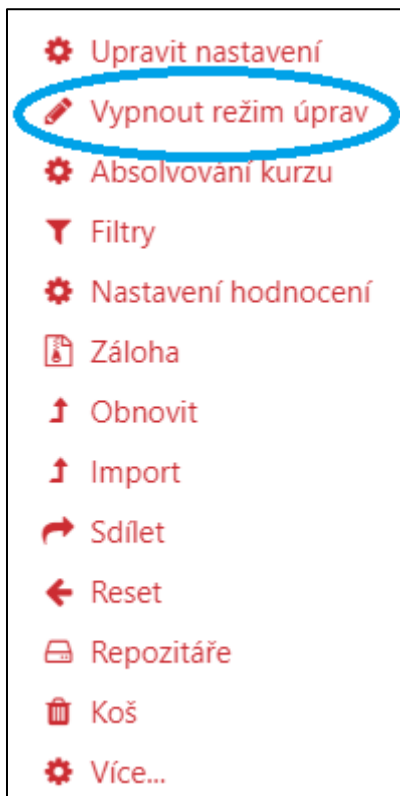 Upravit nastavení
Vypnout režim úprav
Absolvování kurzu
Filtry
Nastavení hodnocení
Záloha
Obnovit
Import
Sdílet
Reset
Repozitáře
Koš
Více...